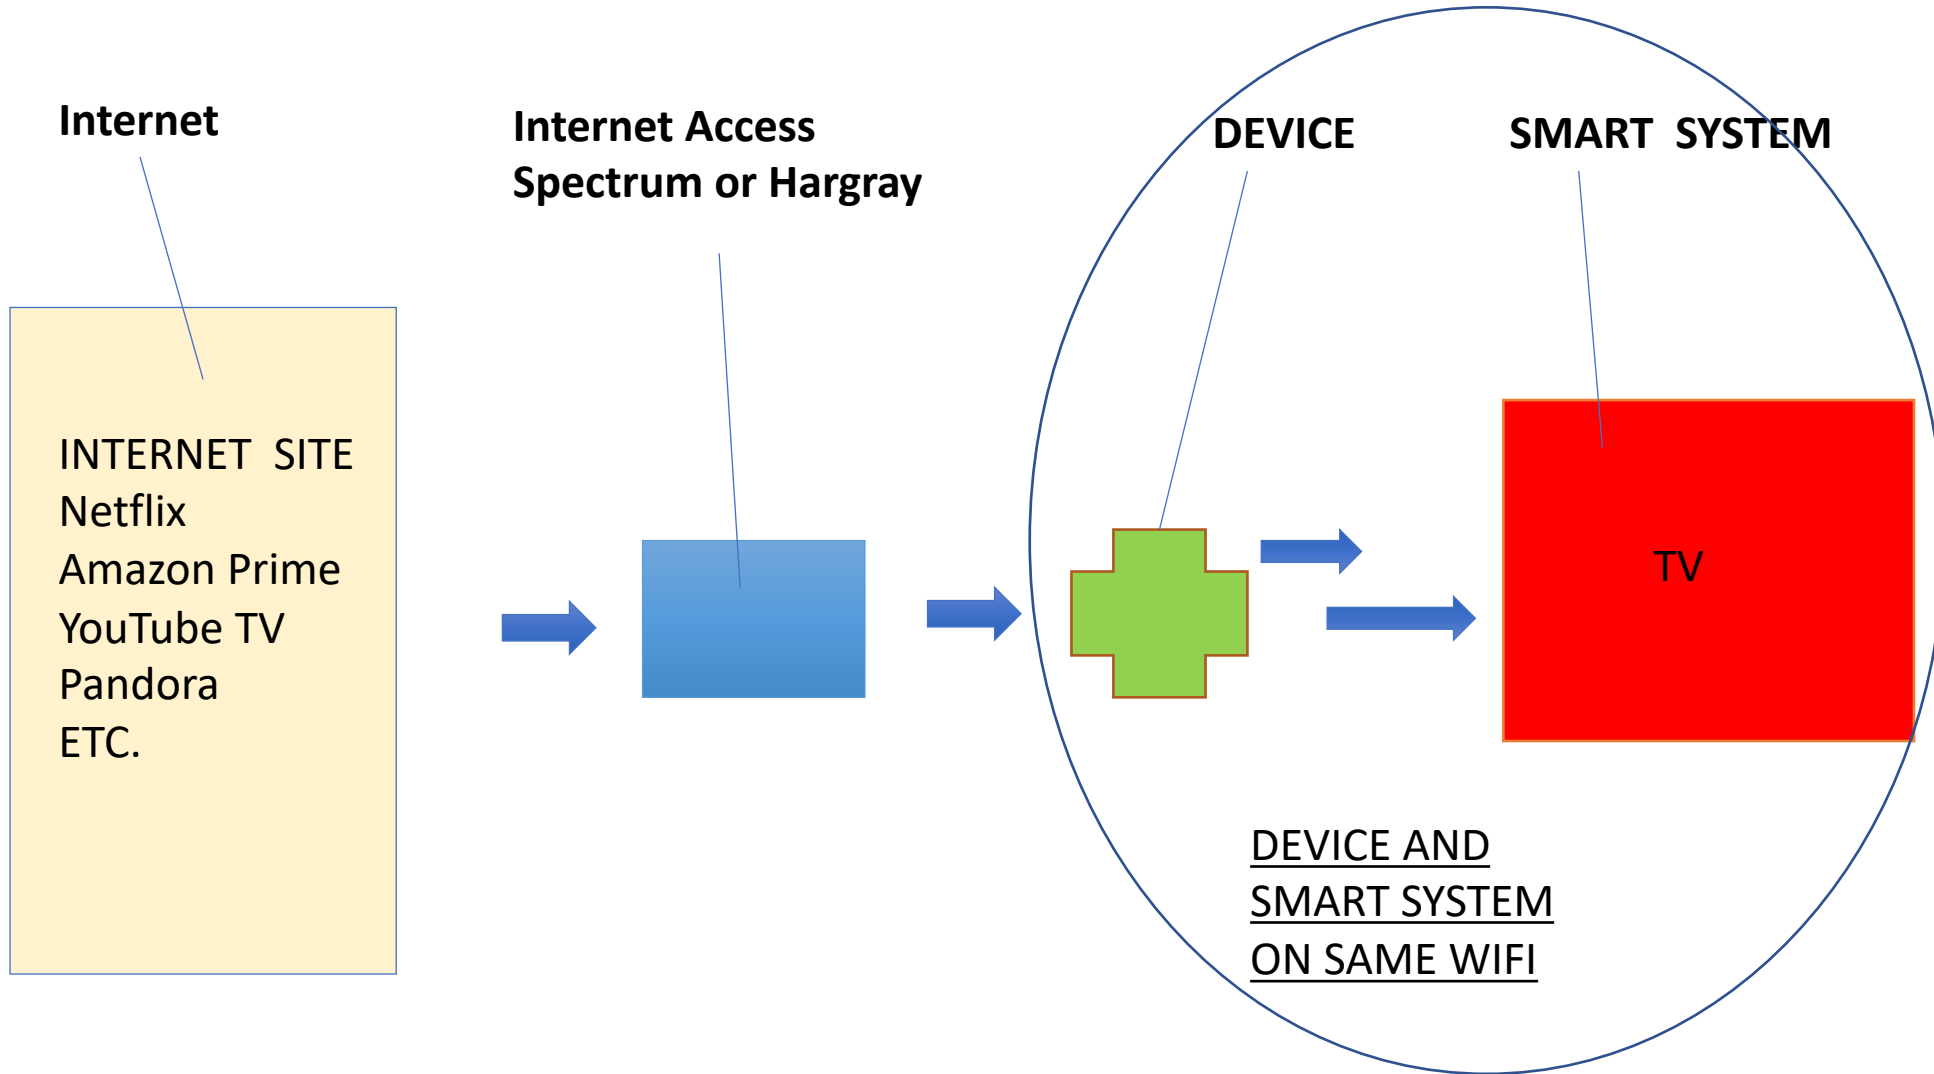 Internet
Internet Access
Spectrum or Hargray
DEVICE
SMART  SYSTEM
INTERNET  SITE
Netflix
Amazon Prime
YouTube TV
Pandora
ETC.
TV
DEVICE AND
SMART SYSTEM
ON SAME WIFI